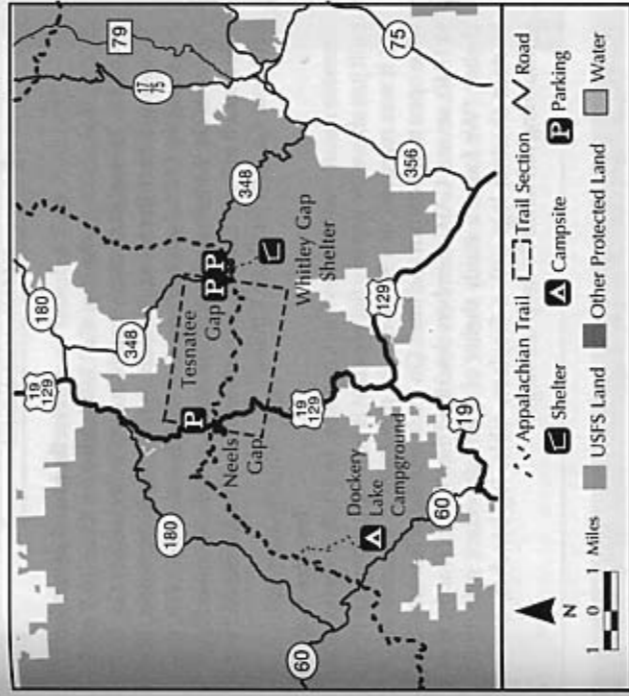 180
19
129
348
79
17
75
Tesnatee
Gap
P
P P
Neels
Gap
348
75
180
Whitley Gap
Shelter
19
129
356
Dockery
Lake
Campground
129
60
60
19
Appalachian Trail
Trail Section
Road
Shelter
Campsite
P Parking
USFS Land
Other Protected Land
Water
N
1 0 1 Miles